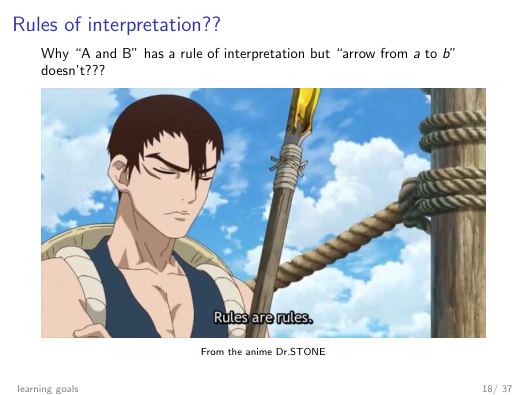 Rules of interpretation??
Why “A and B” has a rule of interpretation but “arrow from a to b”
doesn’t???
Rules are rules.
From the anime Dr.STONE
learning goals
18/ 37